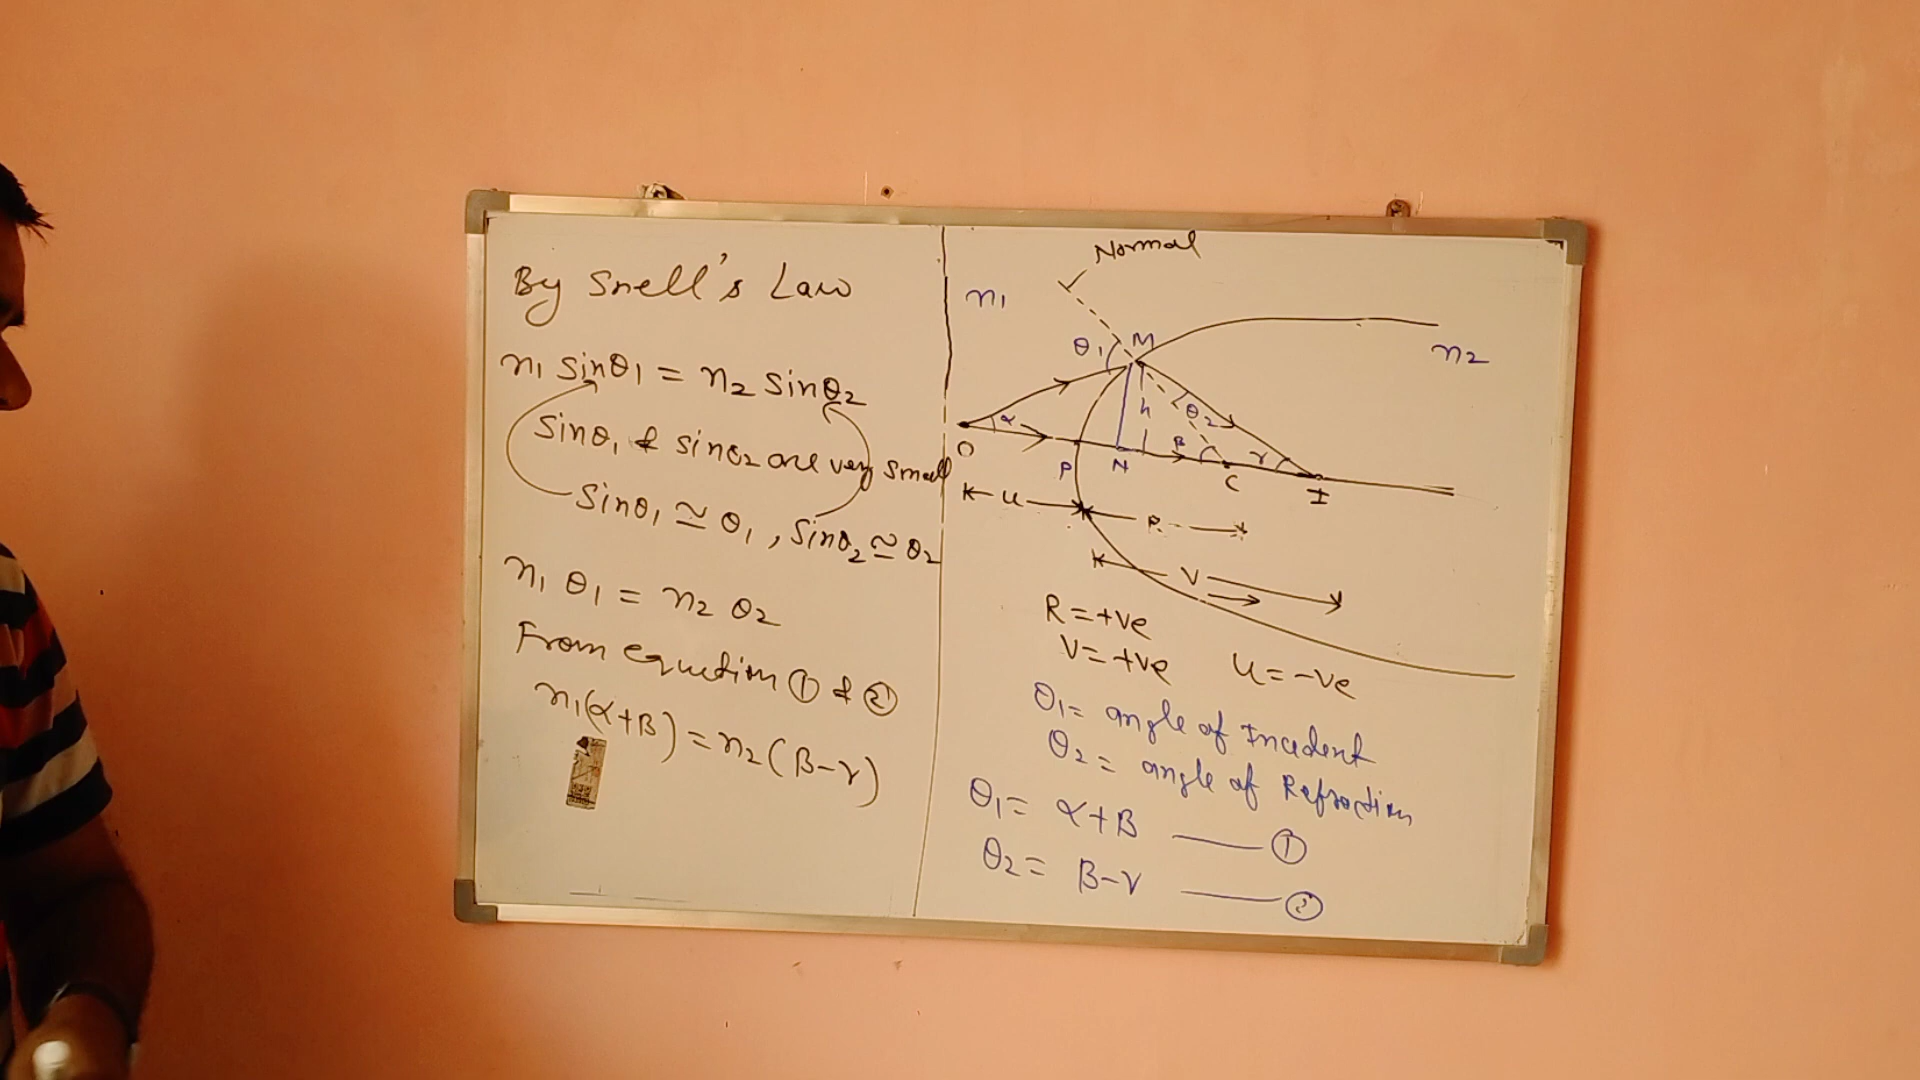 By Snell's Law
n1 sinθ1 = n2 sinθ2
Sinθ1 & sinθ2 are very small
Sinθ1 ≅ θ1, Sinθ2 ≅ θ2
n1 θ1 = n2 θ2
From equation ① & ②
n1(α+β) = n2(β-γ)
Normal
n1
θ1
M
n2
α
h
θ2
β
γ
O
P
N
C
I
u
R
V
R = +ve
V = +ve
u = -ve
θ1 = angle of Incident
θ2 = angle of Refraction
θ1 = α+β ①
θ2 = β-γ ②